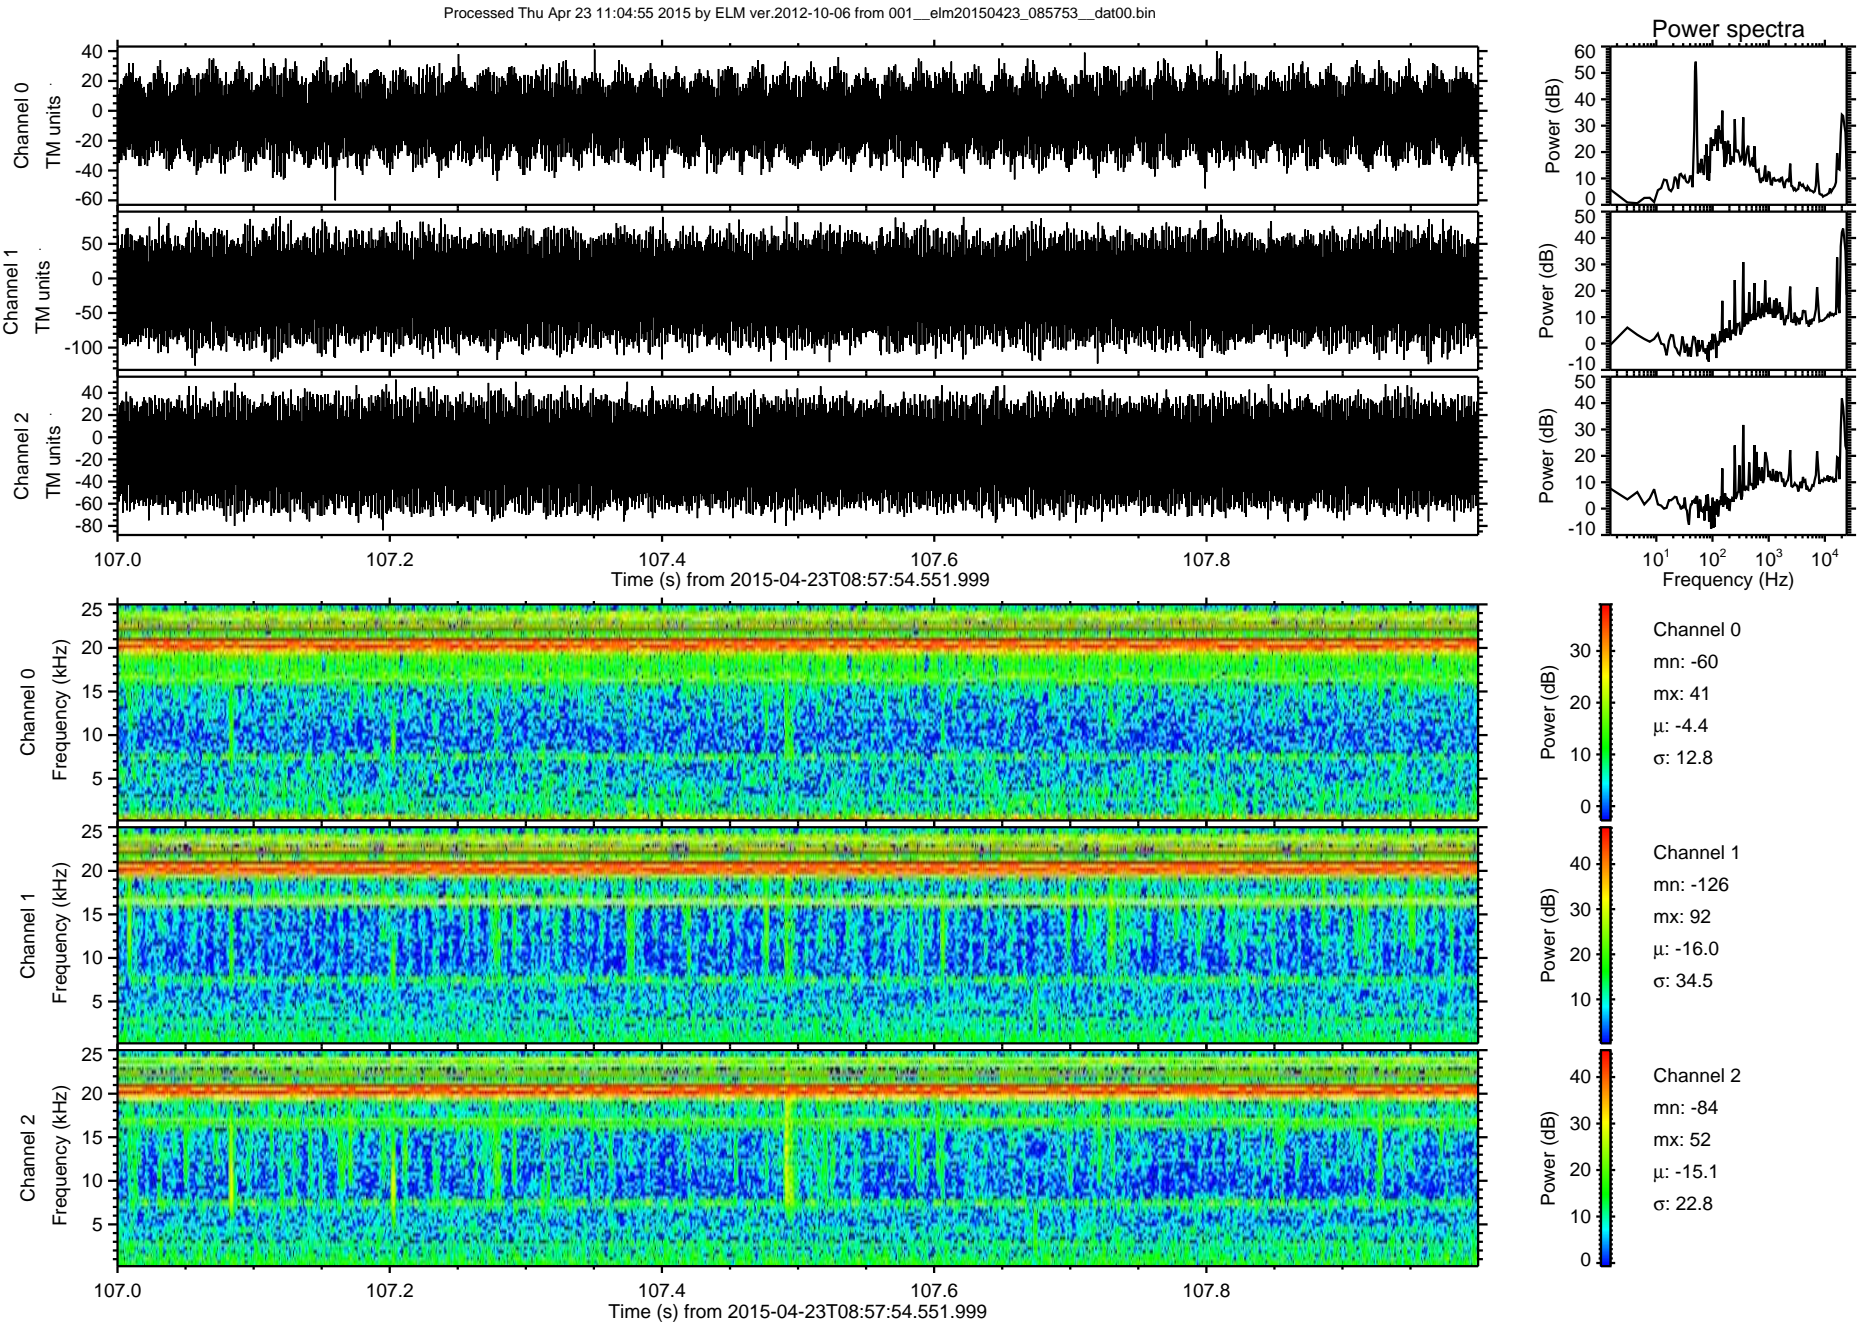 Processed Thu Apr 23 11:04:55 2015 by ELM ver.2012-10-06 from 001__elm20150423_085753__dat00.bin
Power spectra
Channel 0
TM units
40
20
0
-20
-40
-60
Power (dB)
60
50
40
30
20
10
0
Channel 1
TM units
50
0
-50
-100
Power (dB)
50
40
30
20
10
0
-10
Channel 2
TM units
40
20
0
-20
-40
-60
-80
Power (dB)
50
40
30
20
10
0
-10
107.0 107.2 107.4 107.6 107.8
Time (s) from 2015-04-23T08:57:54.551.999
10^1 10^2 10^3 10^4
Frequency (Hz)
Channel 0
Frequency (kHz)
25
20
15
10
5
Power (dB)
30
20
10
0
Channel 0
mn: -60
mx: 41
μ: -4.4
σ: 12.8
Channel 1
Frequency (kHz)
25
20
15
10
5
Power (dB)
40
30
20
10
Channel 1
mn: -126
mx: 92
μ: -16.0
σ: 34.5
Channel 2
Frequency (kHz)
25
20
15
10
5
Power (dB)
40
30
20
10
0
Channel 2
mn: -84
mx: 52
μ: -15.1
σ: 22.8
107.0 107.2 107.4 107.6 107.8
Time (s) from 2015-04-23T08:57:54.551.999